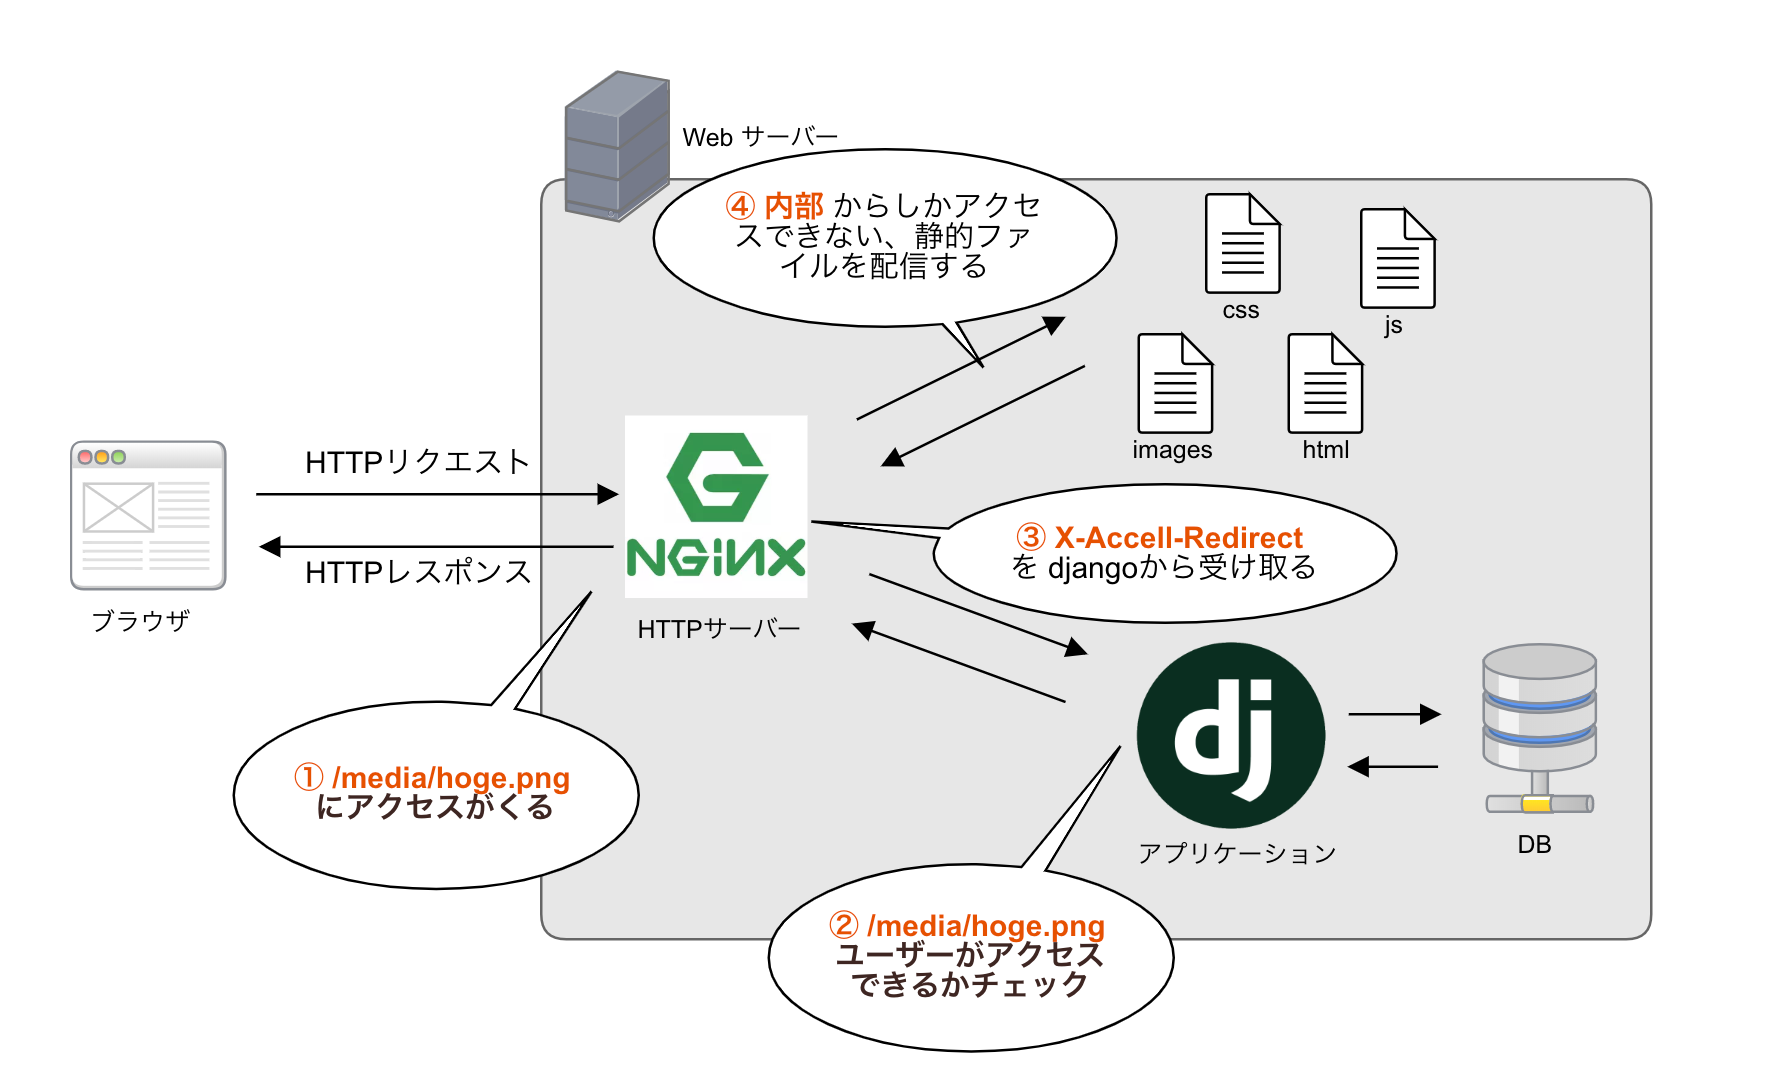 Web サーバー
④ 内部 からしかアクセ
スできない、静的ファ
イルを配信する
css
js
images
html
HTTPリクエスト
HTTPレスポンス
ブラウザ
NGINX
HTTPサーバー
③ X-Accell-Redirect
を djangoから受け取る
① /media/hoge.png
にアクセスがくる
dj
アプリケーション
DB
② /media/hoge.png
ユーザーがアクセス
できるかチェック